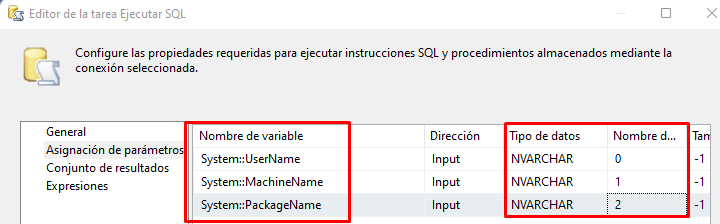 Editor de la tarea Ejecutar SQL
Configure las propiedades requeridas para ejecutar instrucciones SQL y procedimientos almacenados mediante la
conexión seleccionada.
General
Asignación de parámetros
Conjunto de resultados
Expresiones
Nombre de variable Dirección Tipo de datos Nombre d... Tam
System::UserName Input NVARCHAR 0 -1
System::MachineName Input NVARCHAR 1 -1
System::PackageName Input NVARCHAR 2 -1